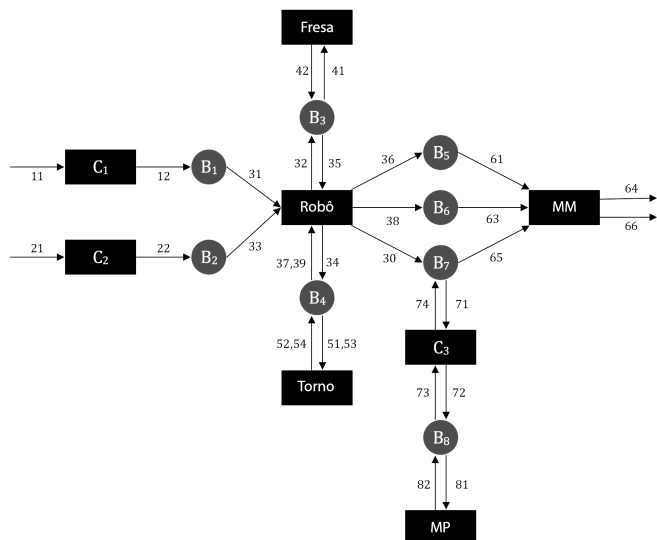 Fresa
42 41
B₃
32 35
C₁
11
12
B₁
31
36
B₅
61
Robô
38
B₆
63
MM
64
66
C₂
21
22
B₂
33
30
B₇
65
37,39 34
B₄
52,54 51,53
Torno
74 71
C₃
73 72
B₈
82 81
MP